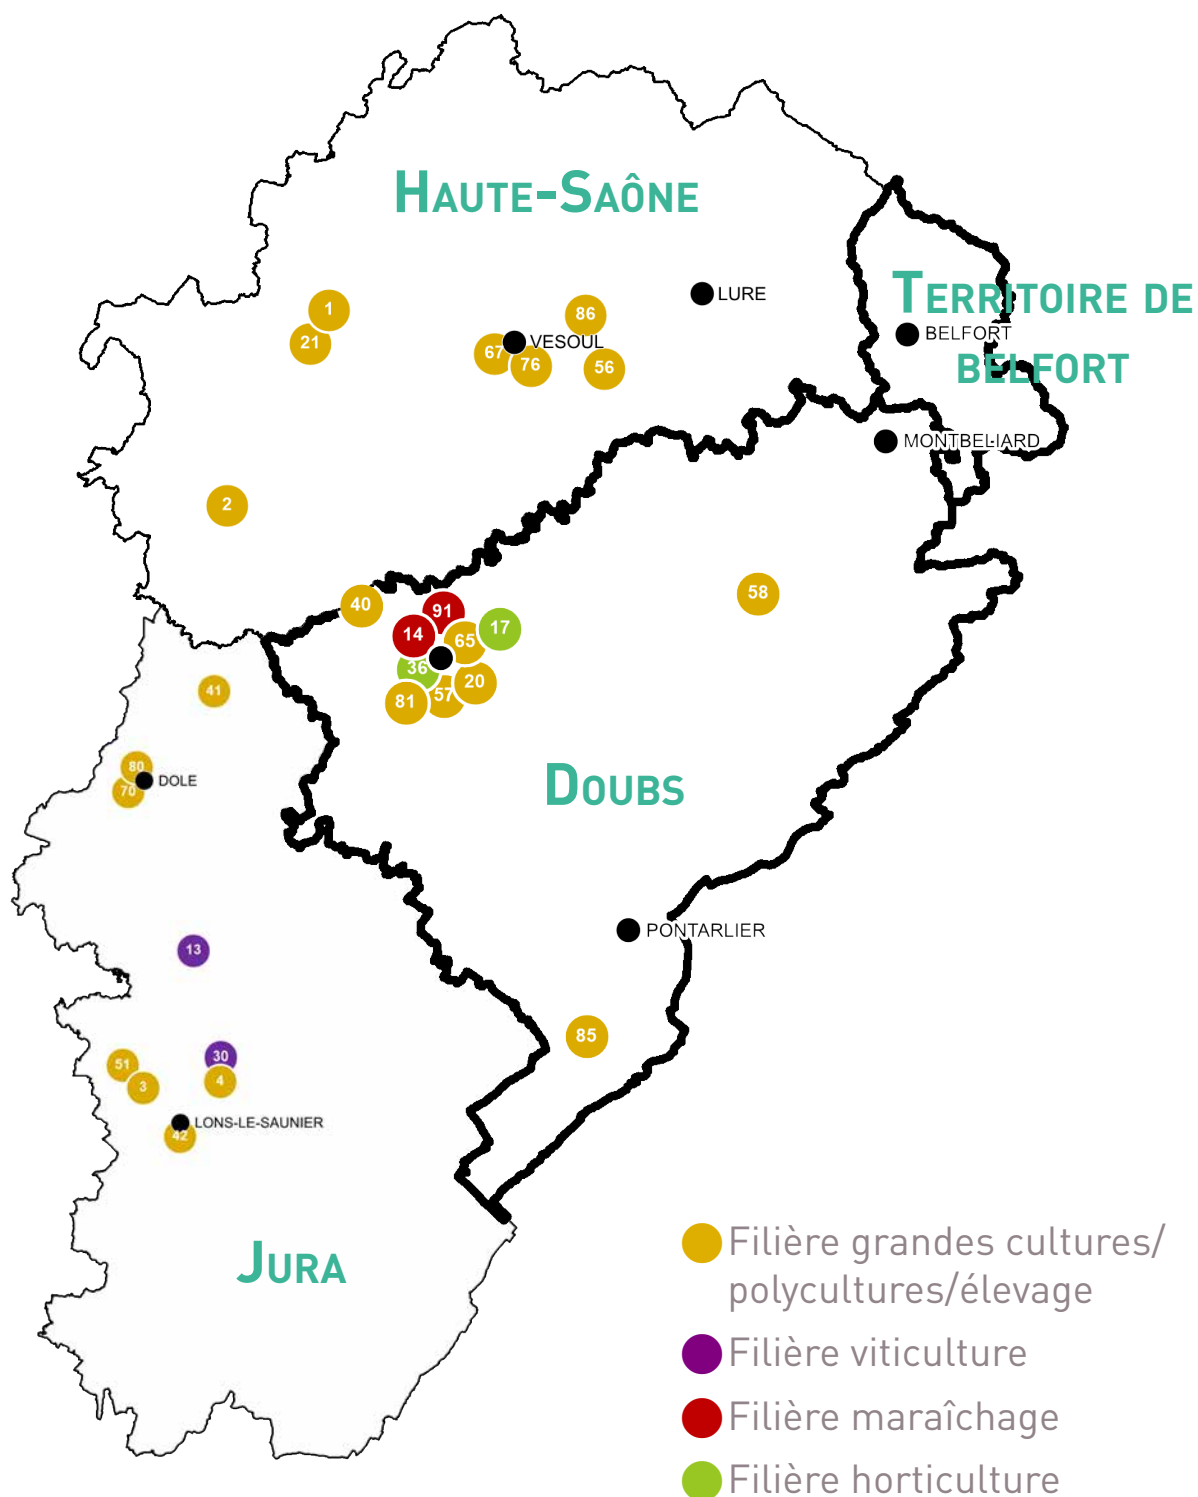 HAUTE-SAÔNE
LURE
TERRITOIRE DE
BELFORT
BELFORT
1
86
21
VESOUL
67
76
56
MONTBELIARD
2
58
40
91
17
14
65
36
20
57
81
41
80
DOLE
70
DOUBS
PONTARLIER
13
85
30
51
4
3
LONS-LE-SAUNIER
42
JURA
Filière grandes cultures/
polycultures/élevage
Filière viticulture
Filière maraîchage
Filière horticulture